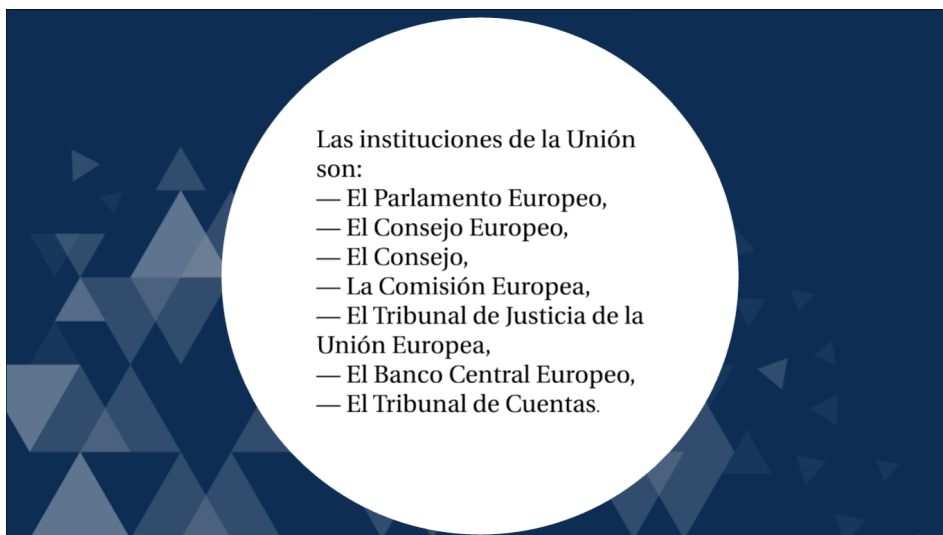 Las instituciones de la Unión
son:
— El Parlamento Europeo,
— El Consejo Europeo,
— El Consejo,
— La Comisión Europea,
— El Tribunal de Justicia de la
Unión Europea,
— El Banco Central Europeo,
— El Tribunal de Cuentas.